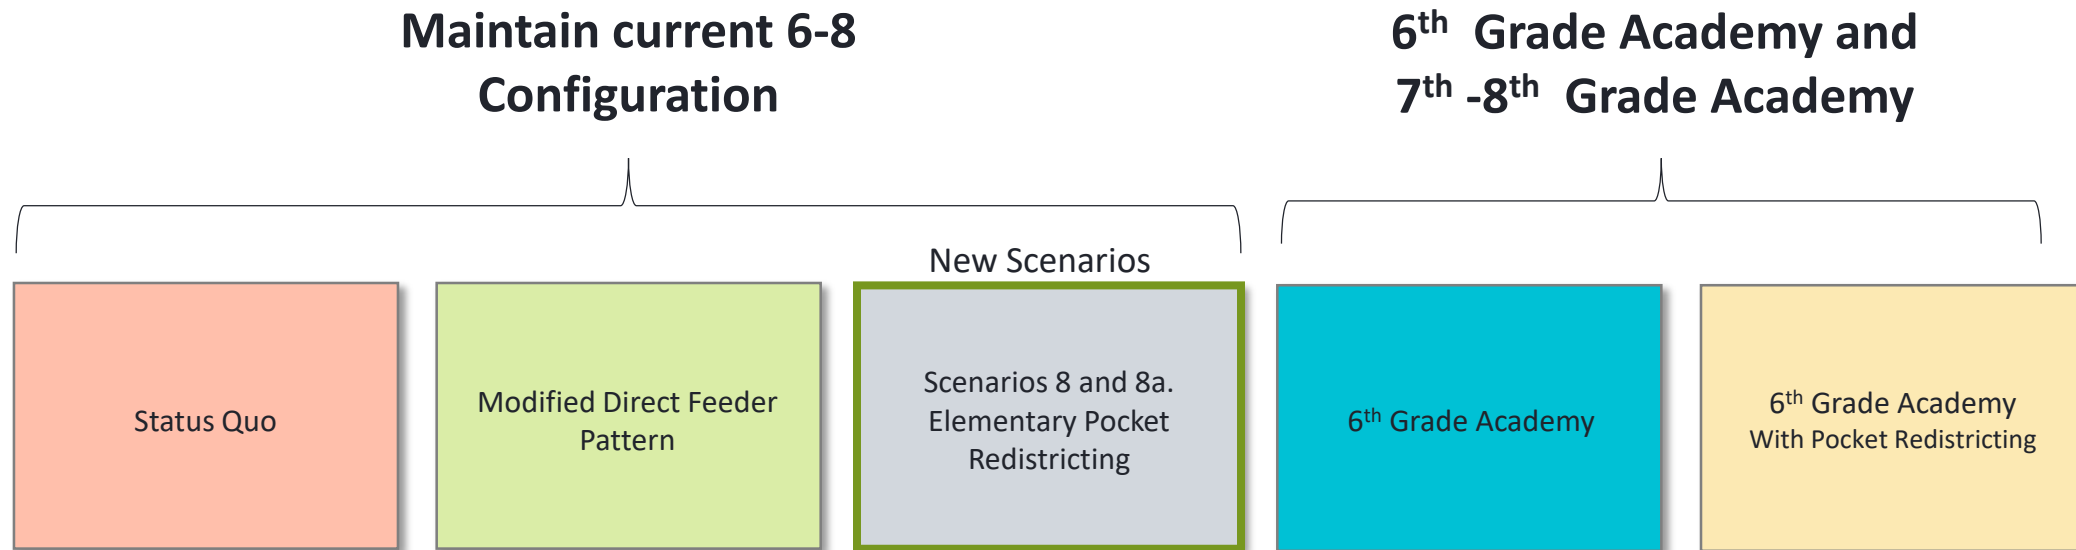 Maintain current 6-8
Configuration
6th Grade Academy and
7th -8th Grade Academy
New Scenarios
Status Quo
Modified Direct Feeder
Pattern
Scenarios 8 and 8a.
Elementary Pocket
Redistricting
6th Grade Academy
6th Grade Academy
With Pocket Redistricting